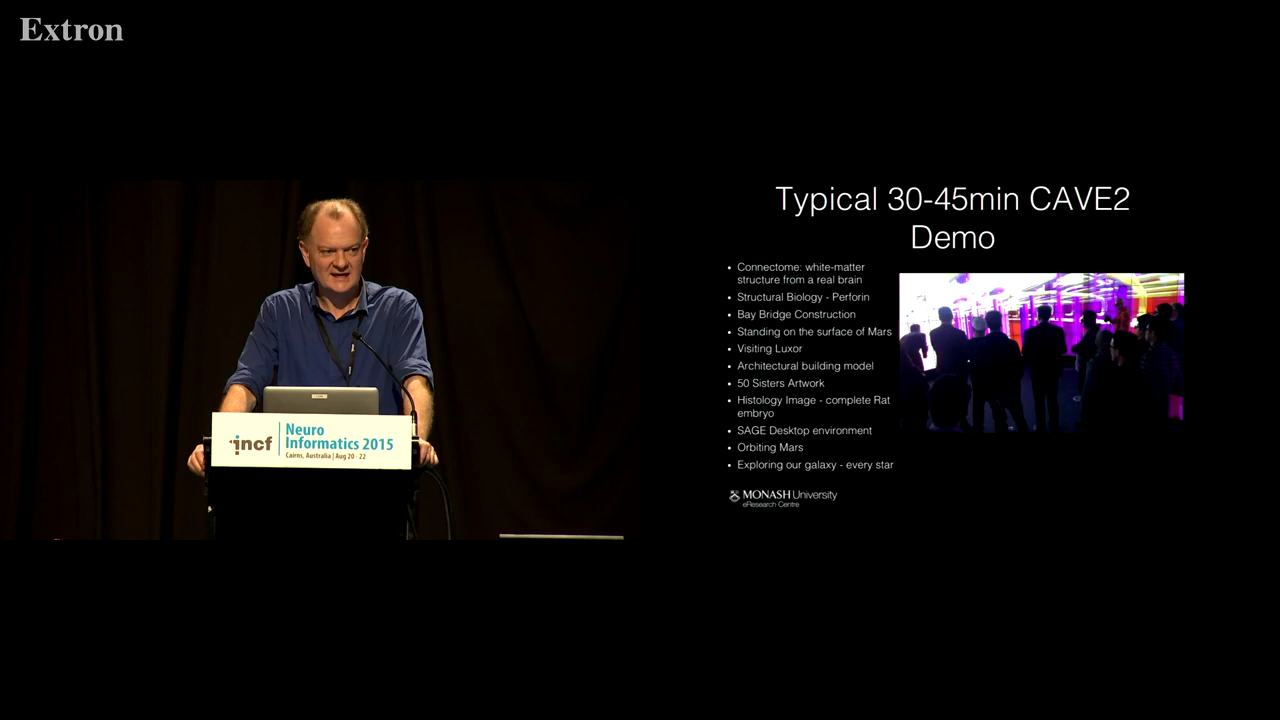 Extron
Typical 30-45min CAVE2
Demo
• Connectome: white-matter
structure from a real brain
• Structural Biology - Perforin
• Bay Bridge Construction
• Standing on the surface of Mars
• Visiting Luxor
• Architectural building model
• 50 Sisters Artwork
• Histology Image - complete Rat
embryo
• SAGE Desktop environment
• Orbiting Mars
• Exploring our galaxy - every star
MONASH University
eResearch Centre
incf
Neuro
Informatics 2015
Cairns, Australia | Aug 20 - 22